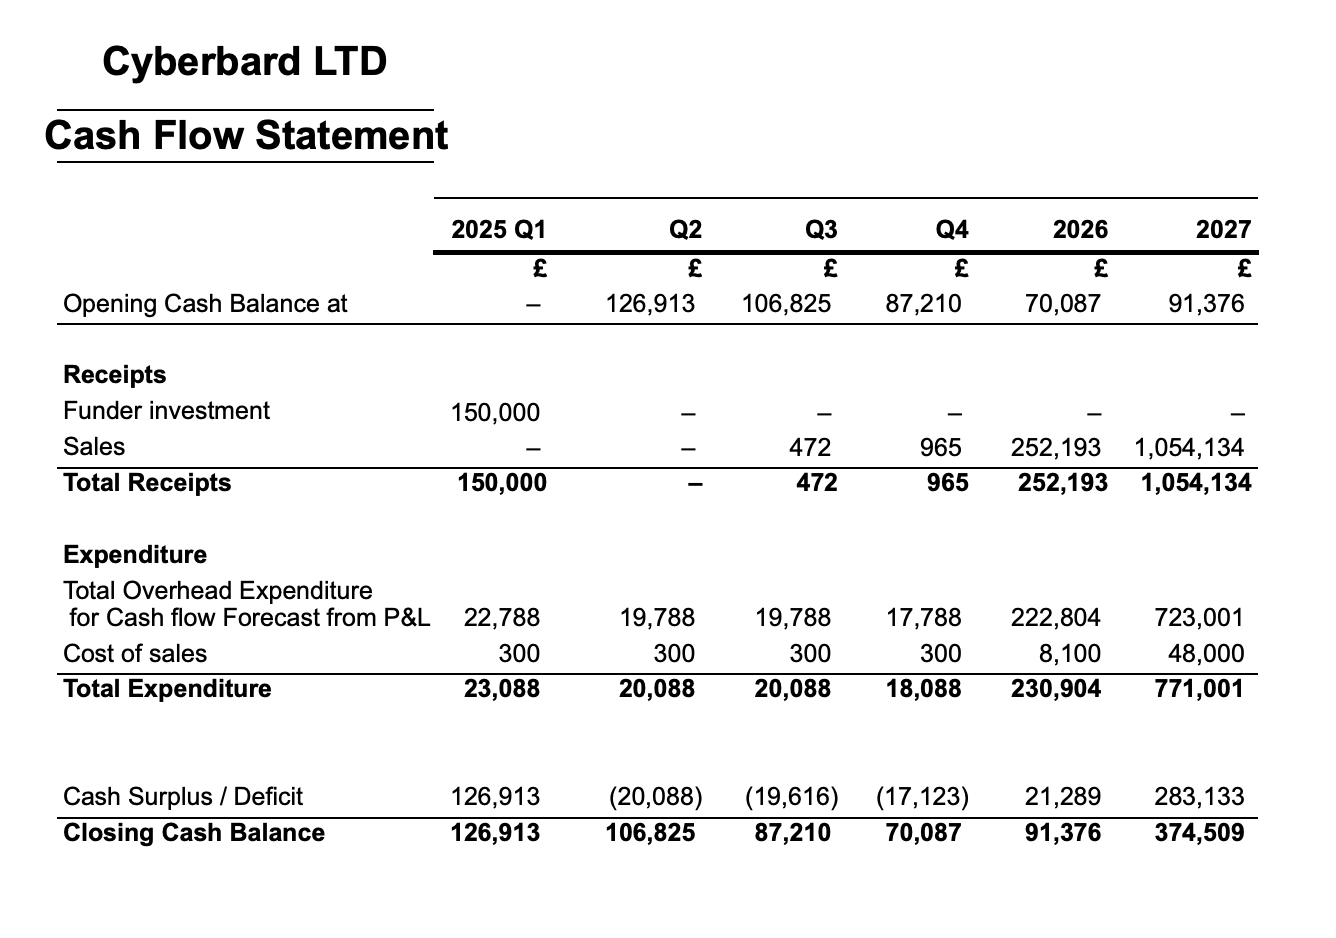 Cyberbard LTD
Cash Flow Statement
2025 Q1 Q2 Q3 Q4 2026 2027
£ £ £ £ £ £
Opening Cash Balance at – 126,913 106,825 87,210 70,087 91,376
Receipts
Funder investment 150,000 – – – – –
Sales – – 472 965 252,193 1,054,134
Total Receipts 150,000 – 472 965 252,193 1,054,134
Expenditure
Total Overhead Expenditure
for Cash flow Forecast from P&L 22,788 19,788 19,788 17,788 222,804 723,001
Cost of sales 300 300 300 300 8,100 48,000
Total Expenditure 23,088 20,088 20,088 18,088 230,904 771,001
Cash Surplus / Deficit 126,913 (20,088) (19,616) (17,123) 21,289 283,133
Closing Cash Balance 126,913 106,825 87,210 70,087 91,376 374,509